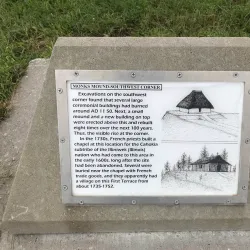 MONKS MOUND-SOUTHWEST CORNER
Excavations on the southwest
corner found that several large
ceremonial buildings had burned
around AD 11 50. Next, a small
mound and a new building on top
were erected above this and rebuilt
eight times over the next 100 years.
Thus, the visible rise at the corner.
In the 1730s, French priests built a
chapel at this location for the Cahokia
subtribe of the Illiniwek (Illinois)
nation who had come to this area in
the early 1600s, long after the site
had been abandoned. Several were
buried near the chapel with French
trade goods, and they apparently had
a village on this First Terrace from
about 1735-1752.